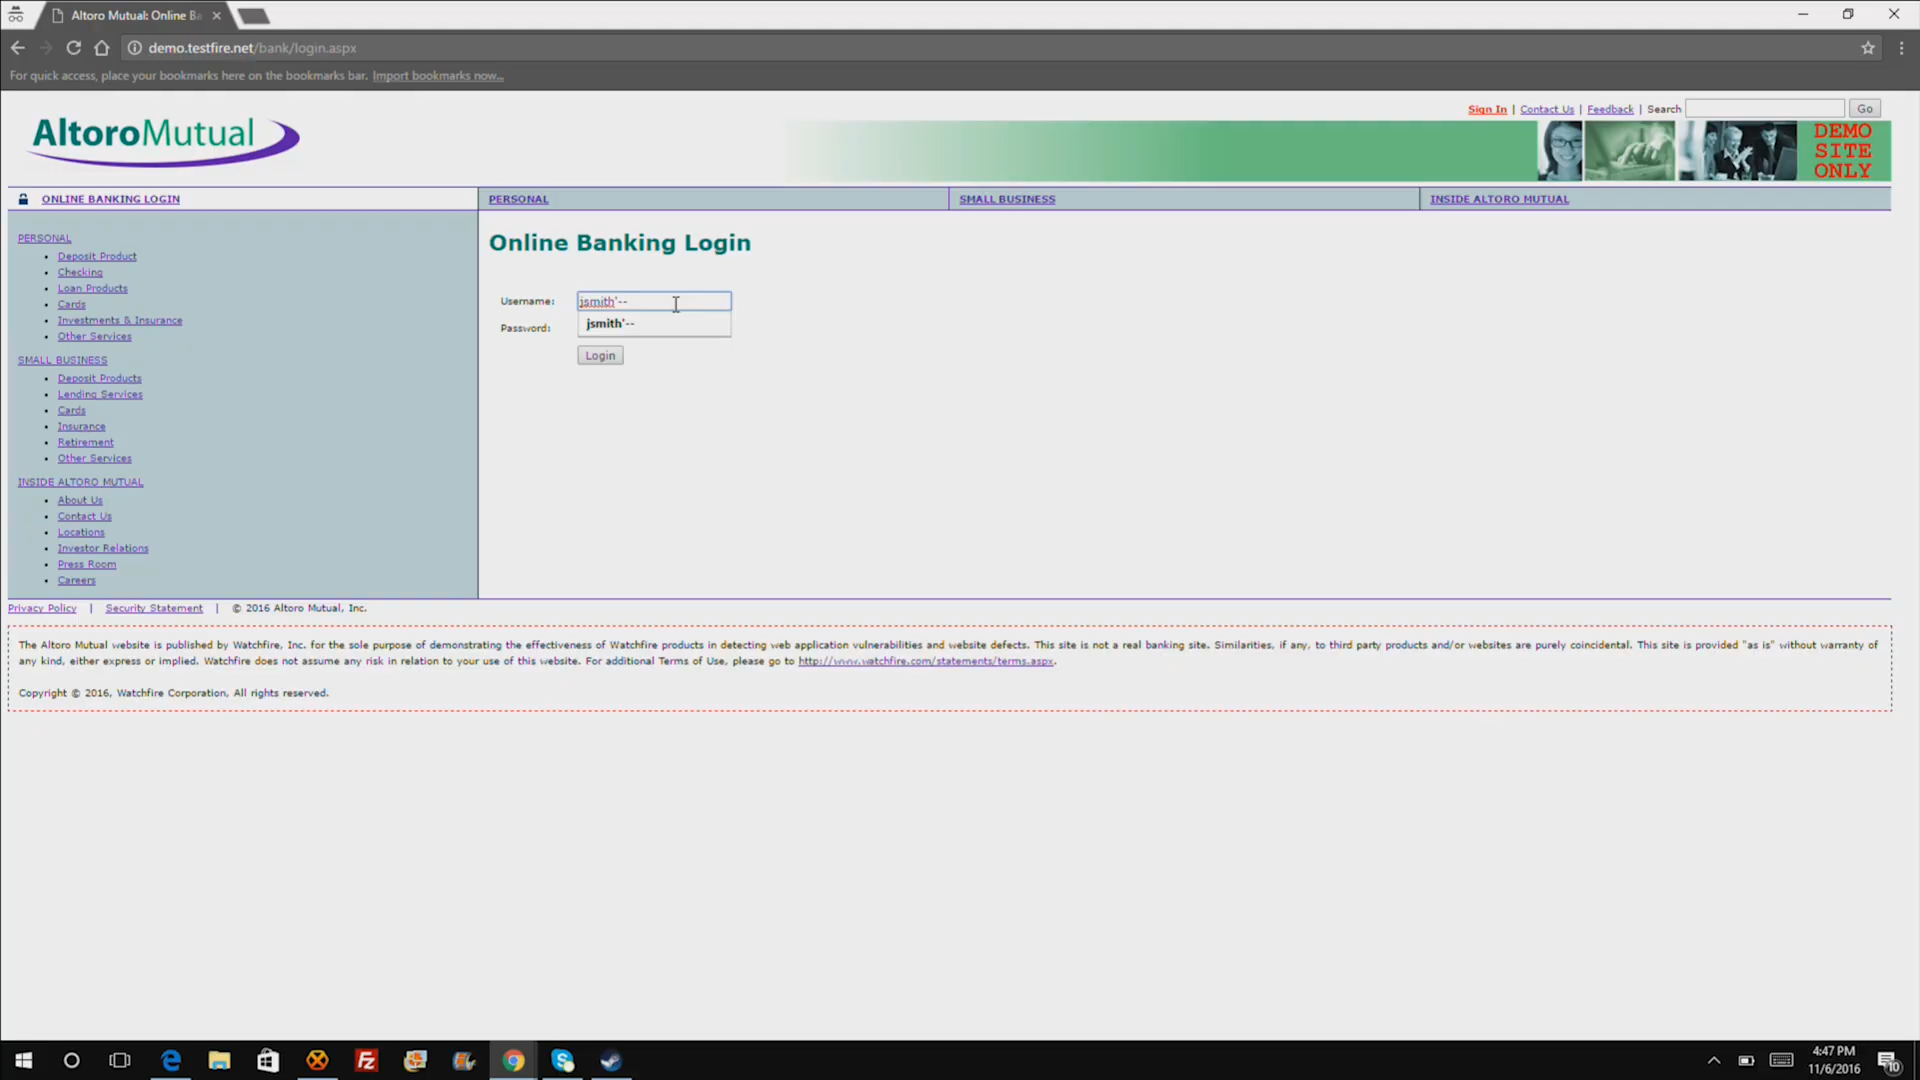 Altoro Mutual: Online Ba
demo.testfire.net/bank/login.aspx
For quick access, place your bookmarks here on the bookmarks bar. Import bookmarks now...
Sign In | Contact Us | Feedback | Search
Go
AltoroMutual
DEMO
SITE
ONLY
ONLINE BANKING LOGIN
PERSONAL
SMALL BUSINESS
INSIDE ALTORO MUTUAL
PERSONAL
Deposit Product
Checking
Loan Products
Cards
Investments & Insurance
Other Services
SMALL BUSINESS
Deposit Products
Lending Services
Cards
Insurance
Retirement
Other Services
INSIDE ALTORO MUTUAL
About Us
Contact Us
Locations
Investor Relations
Press Room
Careers
Online Banking Login
Username: jsmith'--
jsmith'--
Password:
Login
Privacy Policy | Security Statement | © 2016 Altoro Mutual, Inc.
The Altoro Mutual website is published by Watchfire, Inc. for the sole purpose of demonstrating the effectiveness of Watchfire products in detecting web application vulnerabilities and website defects. This site is not a real banking site. Similarities, if any, to third party products and/or websites are purely coincidental. This site is provided "as is" without warranty of
any kind, either express or implied. Watchfire does not assume any risk in relation to your use of this website. For additional Terms of Use, please go to http://www.watchfire.com/statements/terms.aspx.
Copyright © 2016, Watchfire Corporation, All rights reserved.
4:47 PM
11/6/2016
10